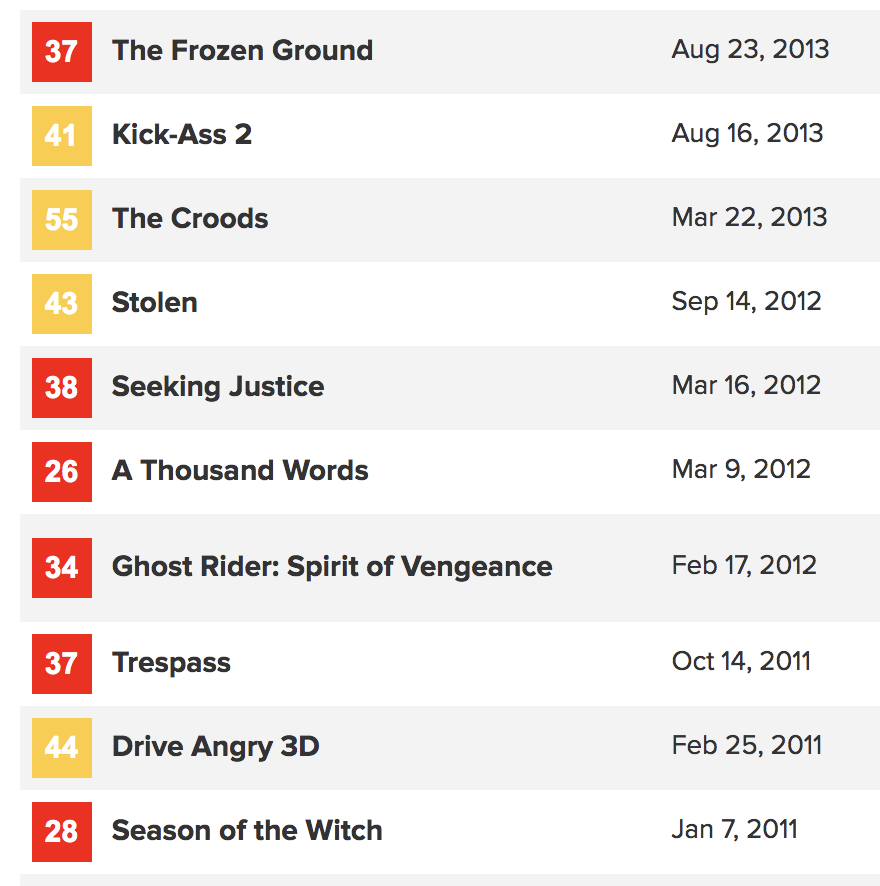 37 The Frozen Ground Aug 23, 2013
41 Kick-Ass 2 Aug 16, 2013
55 The Croods Mar 22, 2013
43 Stolen Sep 14, 2012
38 Seeking Justice Mar 16, 2012
26 A Thousand Words Mar 9, 2012
34 Ghost Rider: Spirit of Vengeance Feb 17, 2012
37 Trespass Oct 14, 2011
44 Drive Angry 3D Feb 25, 2011
28 Season of the Witch Jan 7, 2011